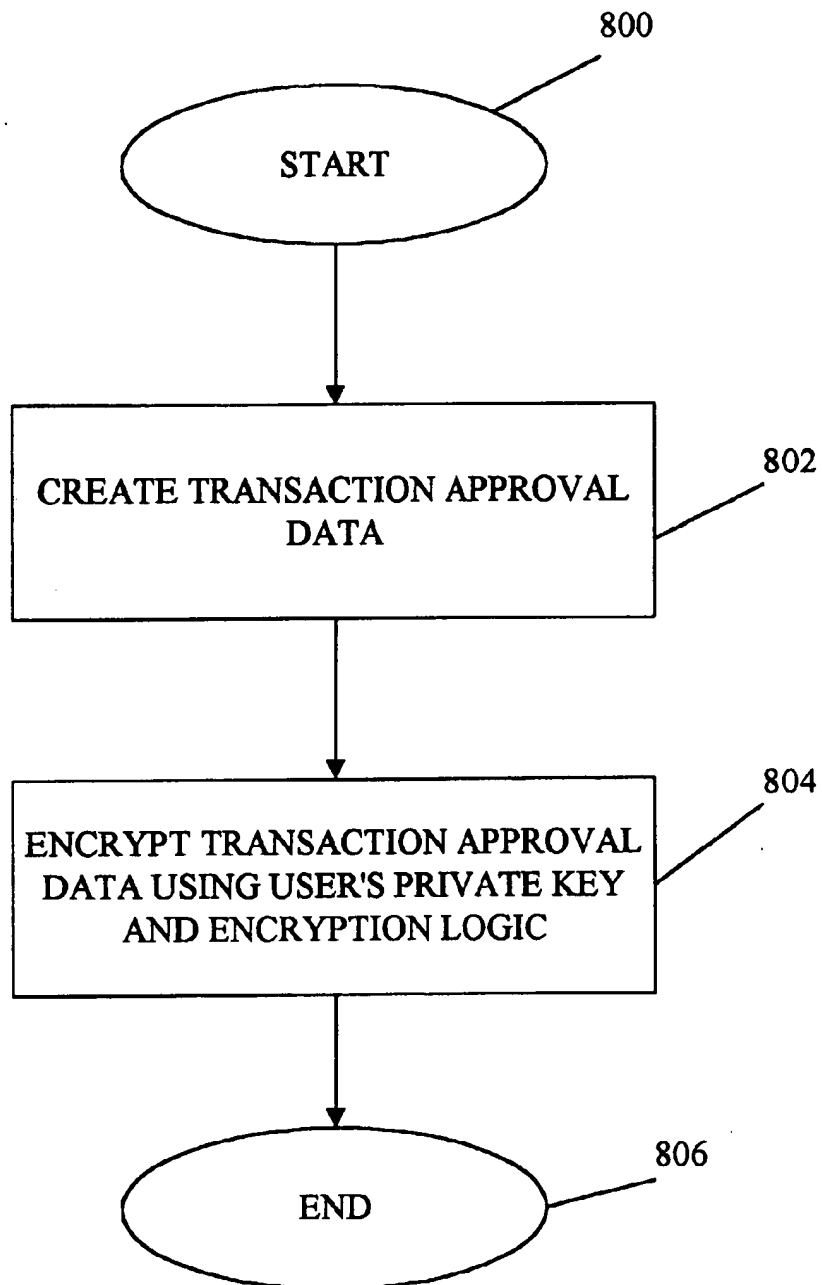 800
START
802
CREATE TRANSACTION APPROVAL
DATA
804
ENCRYPT TRANSACTION APPROVAL
DATA USING USER'S PRIVATE KEY
AND ENCRYPTION LOGIC
806
END